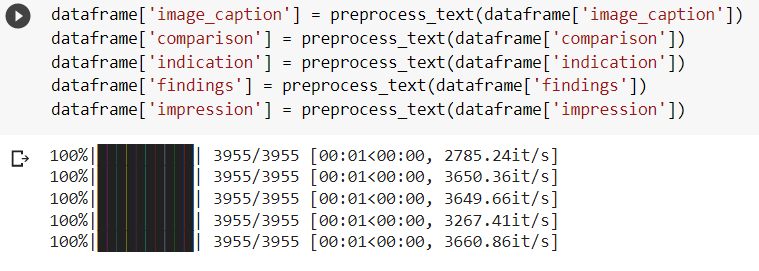 dataframe['image_caption'] = preprocess_text(dataframe['image_caption'])
dataframe['comparison'] = preprocess_text(dataframe['comparison'])
dataframe['indication'] = preprocess_text(dataframe['indication'])
dataframe['findings'] = preprocess_text(dataframe['findings'])
dataframe['impression'] = preprocess_text(dataframe['impression'])
100%|██████████| 3955/3955 [00:01<00:00, 2785.24it/s]
100%|██████████| 3955/3955 [00:01<00:00, 3650.36it/s]
100%|██████████| 3955/3955 [00:01<00:00, 3649.66it/s]
100%|██████████| 3955/3955 [00:01<00:00, 3267.41it/s]
100%|██████████| 3955/3955 [00:01<00:00, 3660.86it/s]